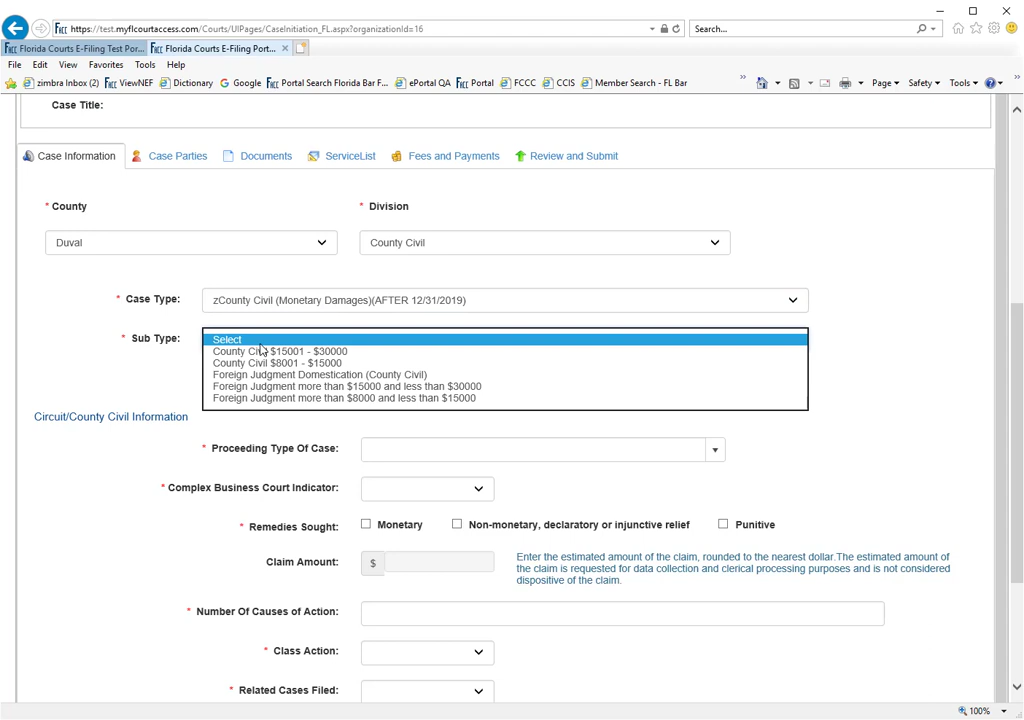 https://test.myflcourtaccess.com/Courts/UIPages/CaseInitiation_FL.aspx?organizationId=16
Search...
Florida Courts E-Filing Test Por...
Florida Courts E-Filing Port...
File Edit View Favorites Tools Help
zimbra Inbox (2) ViewNEF Dictionary Google Portal Search Florida Bar F... ePortal QA Portal FCCC CCIS Member Search - FL Bar » Page Safety Tools »
Case Title:
Case Information Case Parties Documents ServiceList Fees and Payments Review and Submit
* County * Division
Duval County Civil
* Case Type: zCounty Civil (Monetary Damages)(AFTER 12/31/2019)
* Sub Type: Select
County Civil $15001 - $30000
County Civil $8001 - $15000
Foreign Judgment Domestication (County Civil)
Foreign Judgment more than $15000 and less than $30000
Foreign Judgment more than $8000 and less than $15000
Circuit/County Civil Information
* Proceeding Type Of Case:
* Complex Business Court Indicator:
* Remedies Sought: Monetary Non-monetary, declaratory or injunctive relief Punitive
Claim Amount: $ Enter the estimated amount of the claim, rounded to the nearest dollar.The estimated amount of
the claim is requested for data collection and clerical processing purposes and is not considered
dispositive of the claim.
* Number Of Causes of Action:
* Class Action:
* Related Cases Filed:
100%